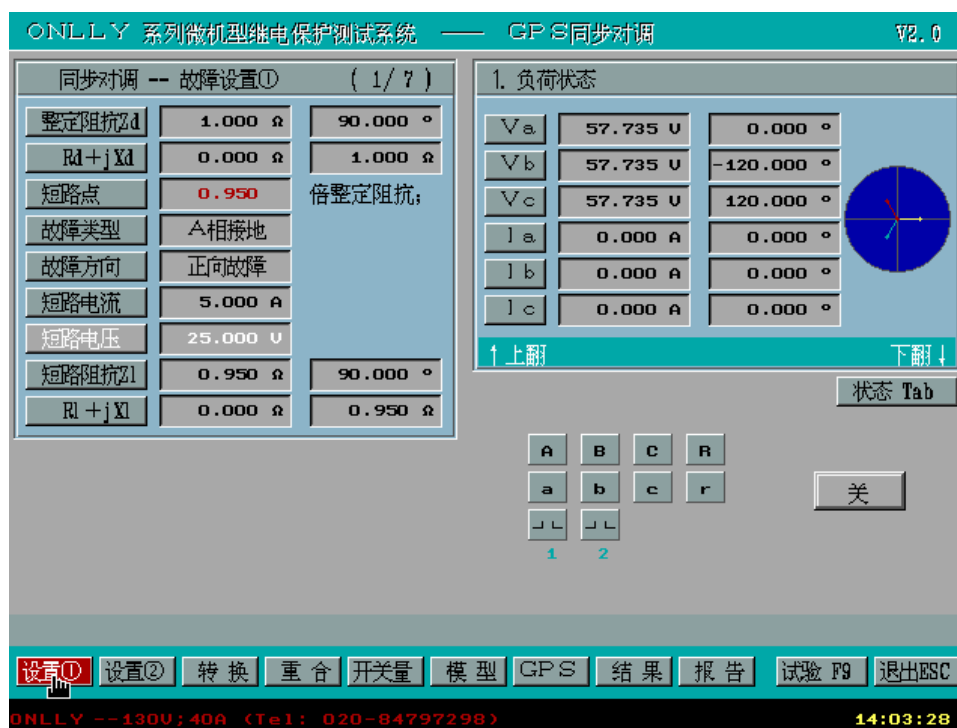 ONLLY 系列微机型继电保护测试系统 —— GPS同步对调 V2.0
同步对调 -- 故障设置① ( 1/7 )
整定阻抗Zd 1.000 Ω 90.000 °
Rd+jXd 0.000 Ω 1.000 Ω
短路点 0.950 倍整定阻抗;
故障类型 A相接地
故障方向 正向故障
短路电流 5.000 A
短路电压 25.000 V
短路阻抗Zl 0.950 Ω 90.000 °
Rl+jXl 0.000 Ω 0.950 Ω
1. 负荷状态
Va 57.735 V 0.000 °
Vb 57.735 V -120.000 °
Vc 57.735 V 120.000 °
Ia 0.000 A 0.000 °
Ib 0.000 A 0.000 °
Ic 0.000 A 0.000 °
↑上翻 下翻↓
状态 Tab
A B C R
a b c r
1 2
关
设置① 设置② 转换 重合 开关量 模型 GPS 结果 报告 试验 F9 退出ESC
ONLLY --130V;40A (Tel: 020-84797298) 14:03:28